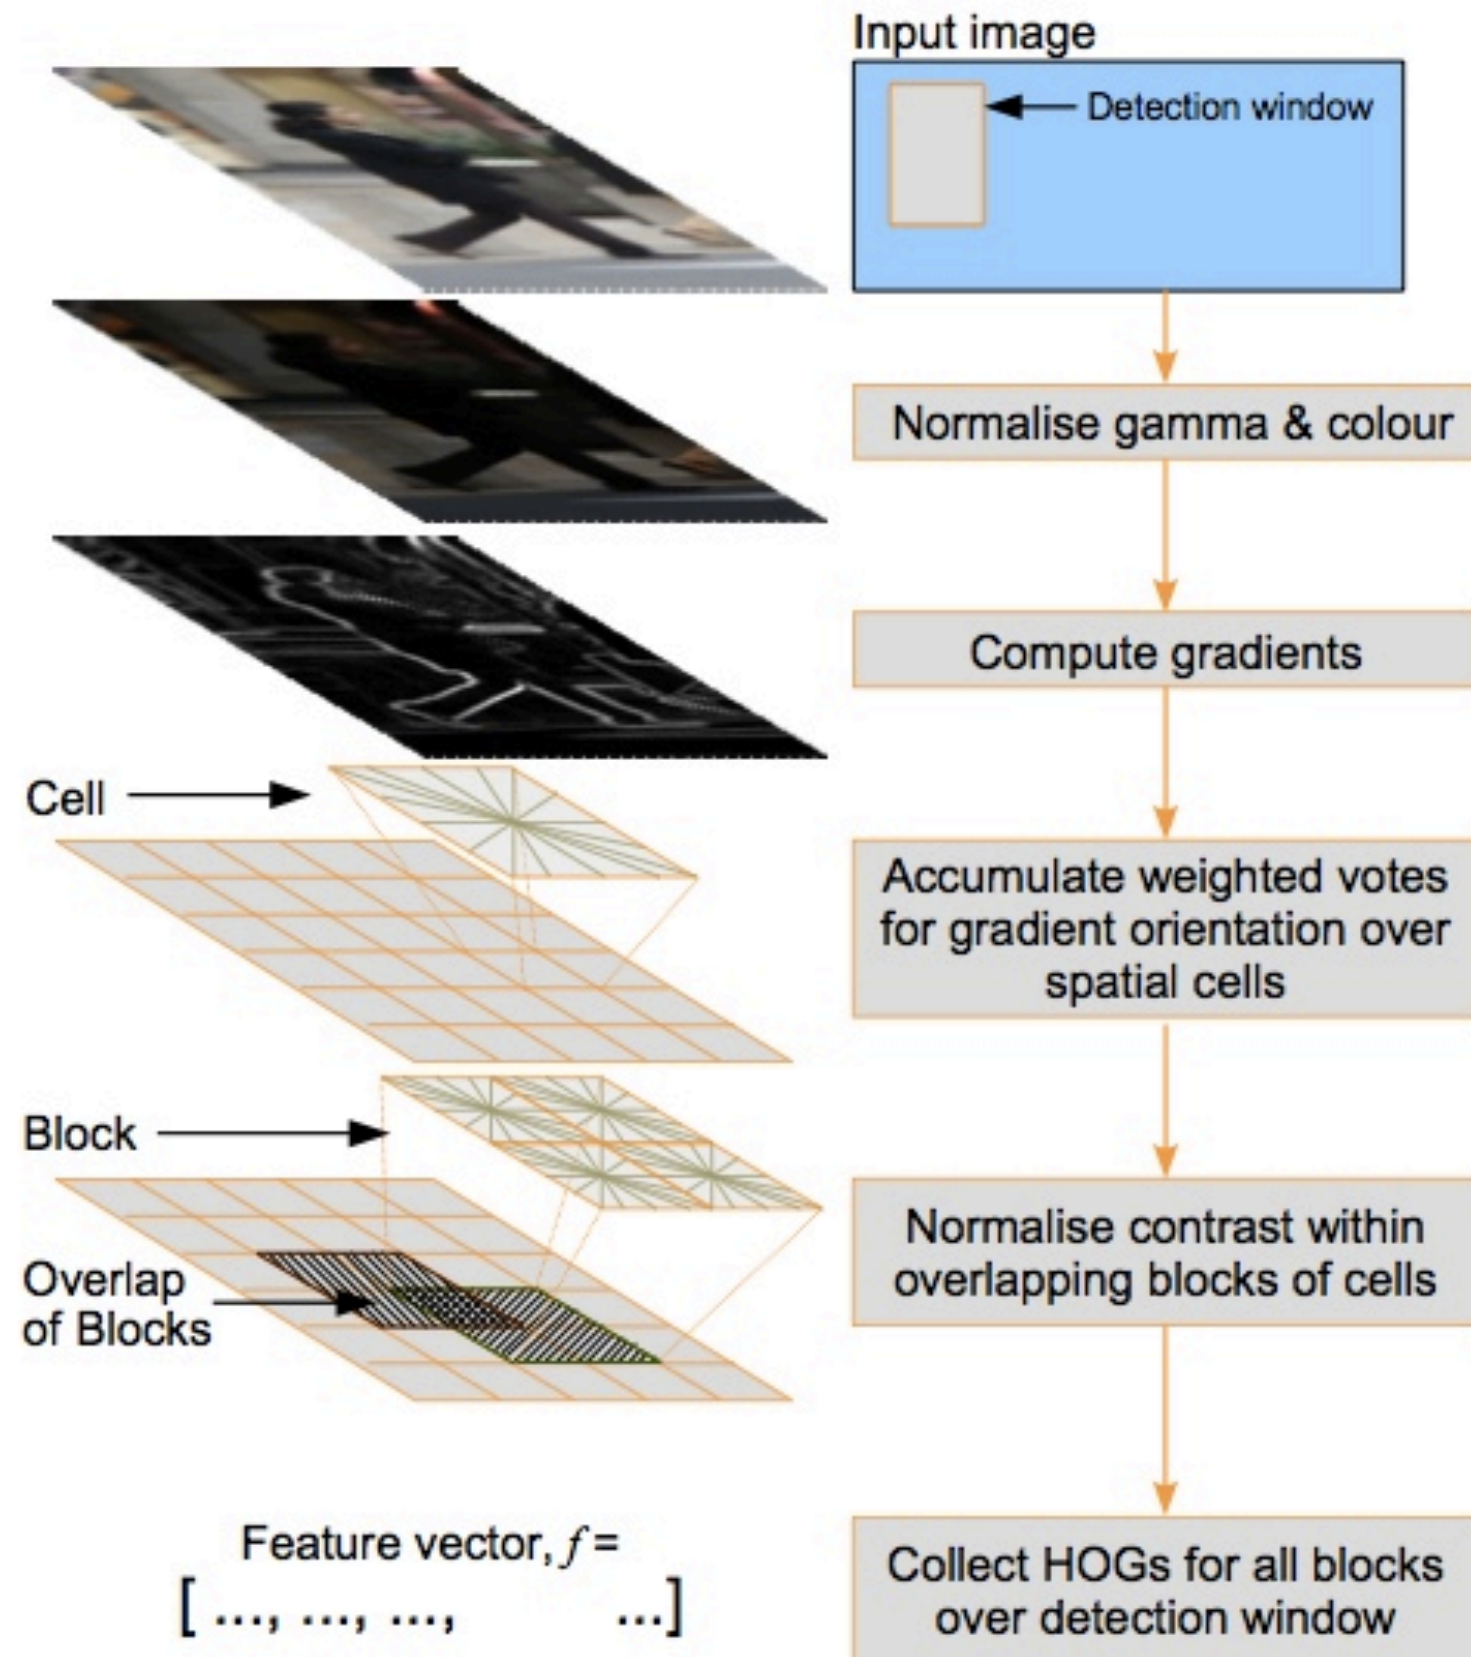 Input image
Detection window
Normalise gamma & colour
Compute gradients
Cell
Accumulate weighted votes
for gradient orientation over
spatial cells
Block
Normalise contrast within
overlapping blocks of cells
Overlap
of Blocks
Feature vector, f =
[ ..., ..., ..., ...]
Collect HOGs for all blocks
over detection window